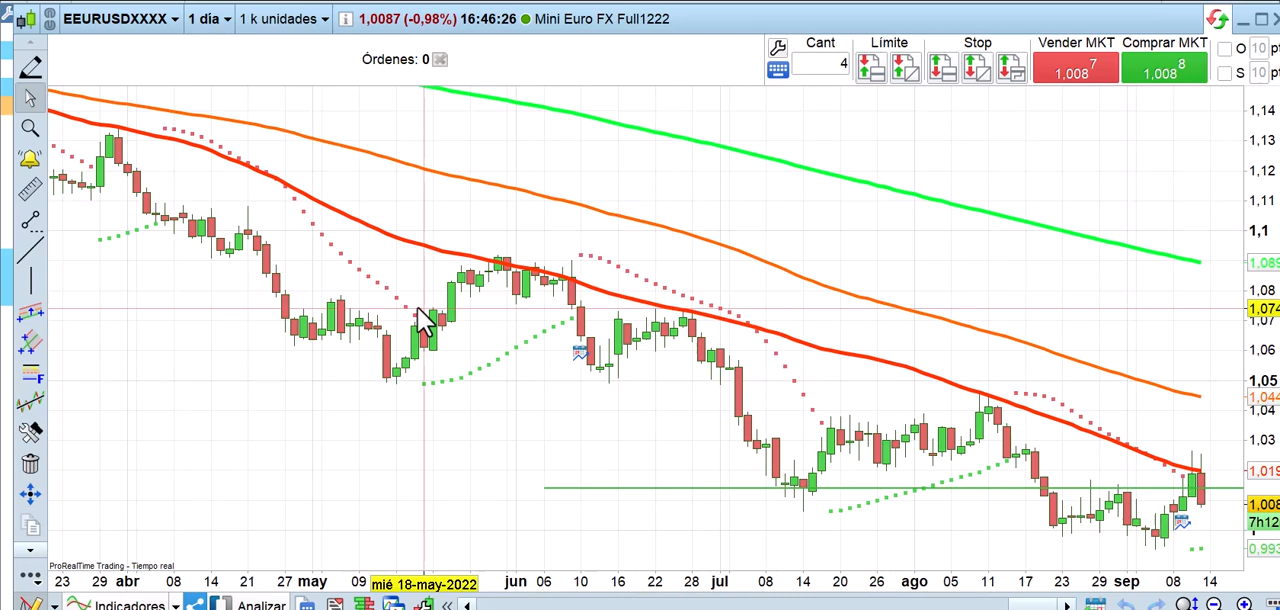 EEURUSDXXXX 1 día 1 k unidades 1,0087 (-0,98%) 16:46:26 Mini Euro FX Full1222
Órdenes: 0
Cant Límite Stop Vender MKT Comprar MKT
4
1,008 7
1,008 8
O 10 pt
S 10 pt
1,14
1,13
1,12
1,11
1,1
1,089
1,08
1,074
1,06
1,05
1,044
1,04
1,03
1,019
1,008
7h12
0,993
ProRealTime Trading - Tiempo real
23 29 abr 08 14 21 27 may 09 mié 18-may-2022 jun 06 10 16 22 28 jul 08 14 20 26 ago 05 11 17 23 29 sep 08 14
Indicadores Analizar